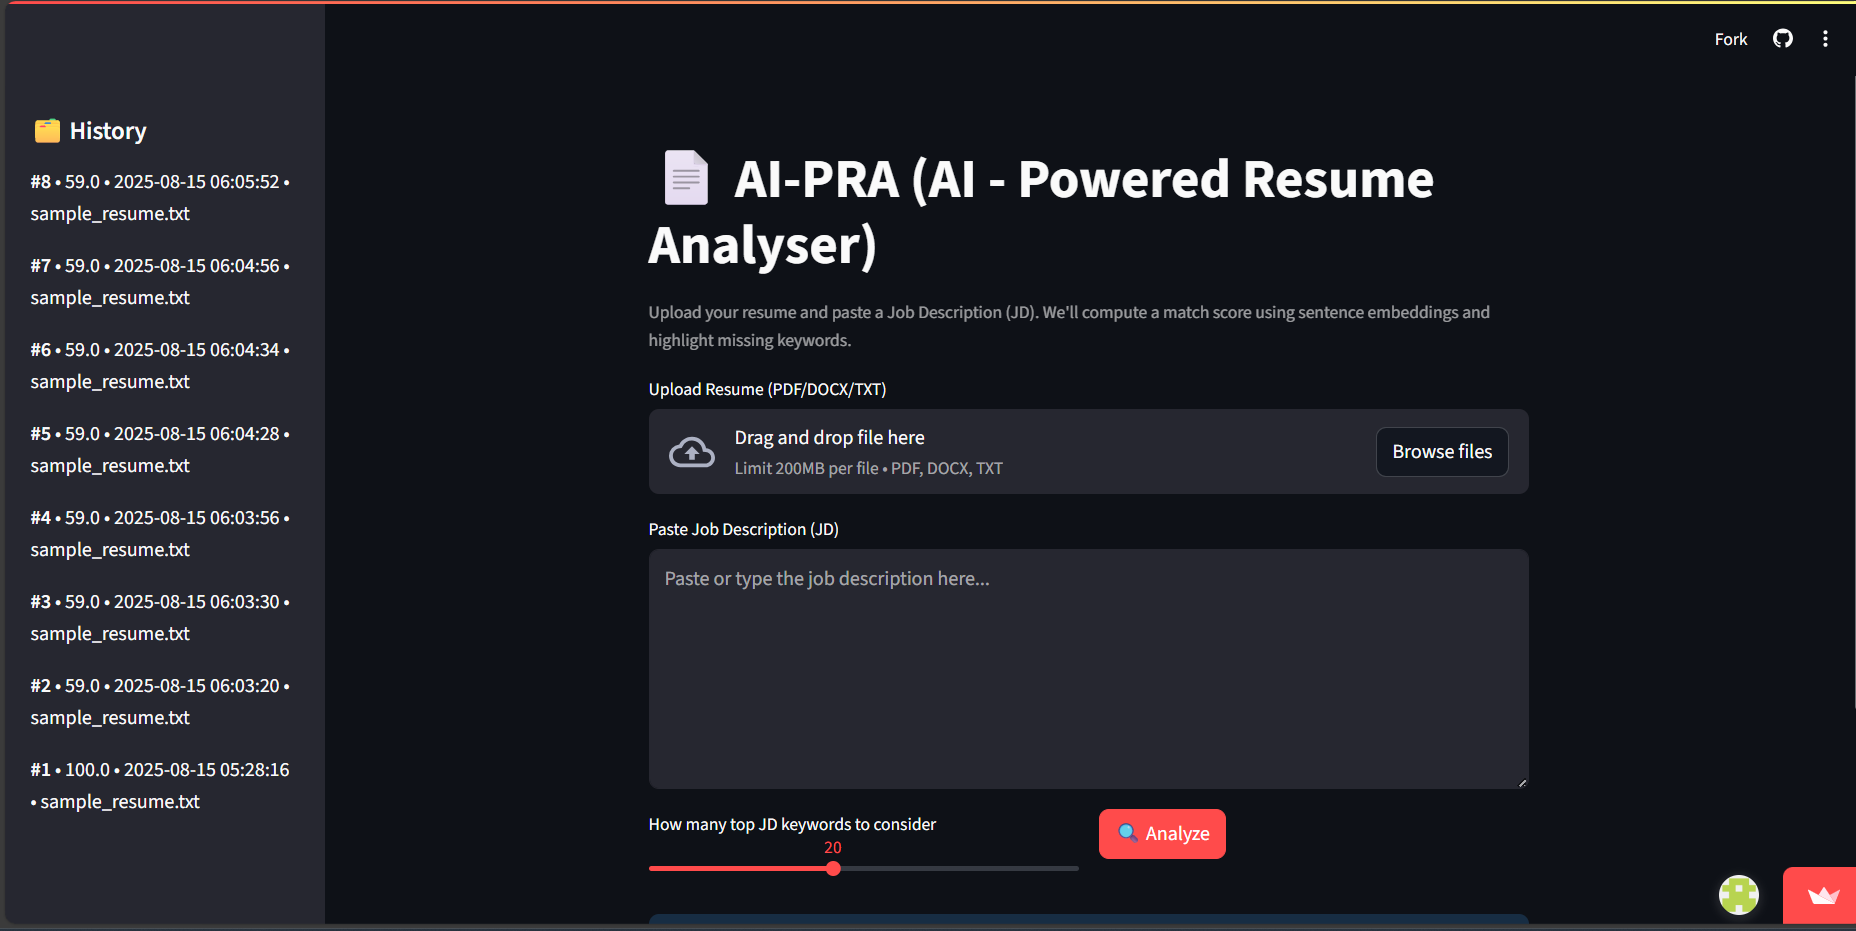 Fork
History
#8 • 59.0 • 2025-08-15 06:05:52 •
sample_resume.txt
#7 • 59.0 • 2025-08-15 06:04:56 •
sample_resume.txt
#6 • 59.0 • 2025-08-15 06:04:34 •
sample_resume.txt
#5 • 59.0 • 2025-08-15 06:04:28 •
sample_resume.txt
#4 • 59.0 • 2025-08-15 06:03:56 •
sample_resume.txt
#3 • 59.0 • 2025-08-15 06:03:30 •
sample_resume.txt
#2 • 59.0 • 2025-08-15 06:03:20 •
sample_resume.txt
#1 • 100.0 • 2025-08-15 05:28:16
• sample_resume.txt
AI-PRA (AI - Powered Resume
Analyser)
Upload your resume and paste a Job Description (JD). We'll compute a match score using sentence embeddings and
highlight missing keywords.
Upload Resume (PDF/DOCX/TXT)
Drag and drop file here
Limit 200MB per file • PDF, DOCX, TXT
Browse files
Paste Job Description (JD)
Paste or type the job description here...
How many top JD keywords to consider
20
Analyze